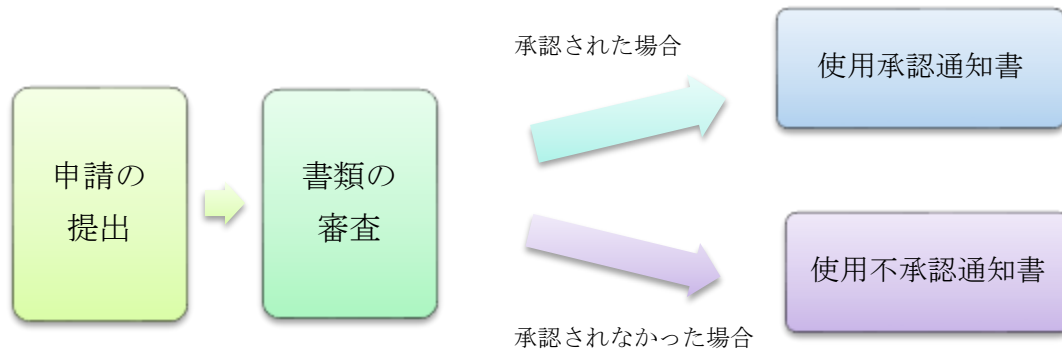 申請の
提出
書類の
審査
承認された場合
使用承認通知書
承認されなかった場合
使用不承認通知書